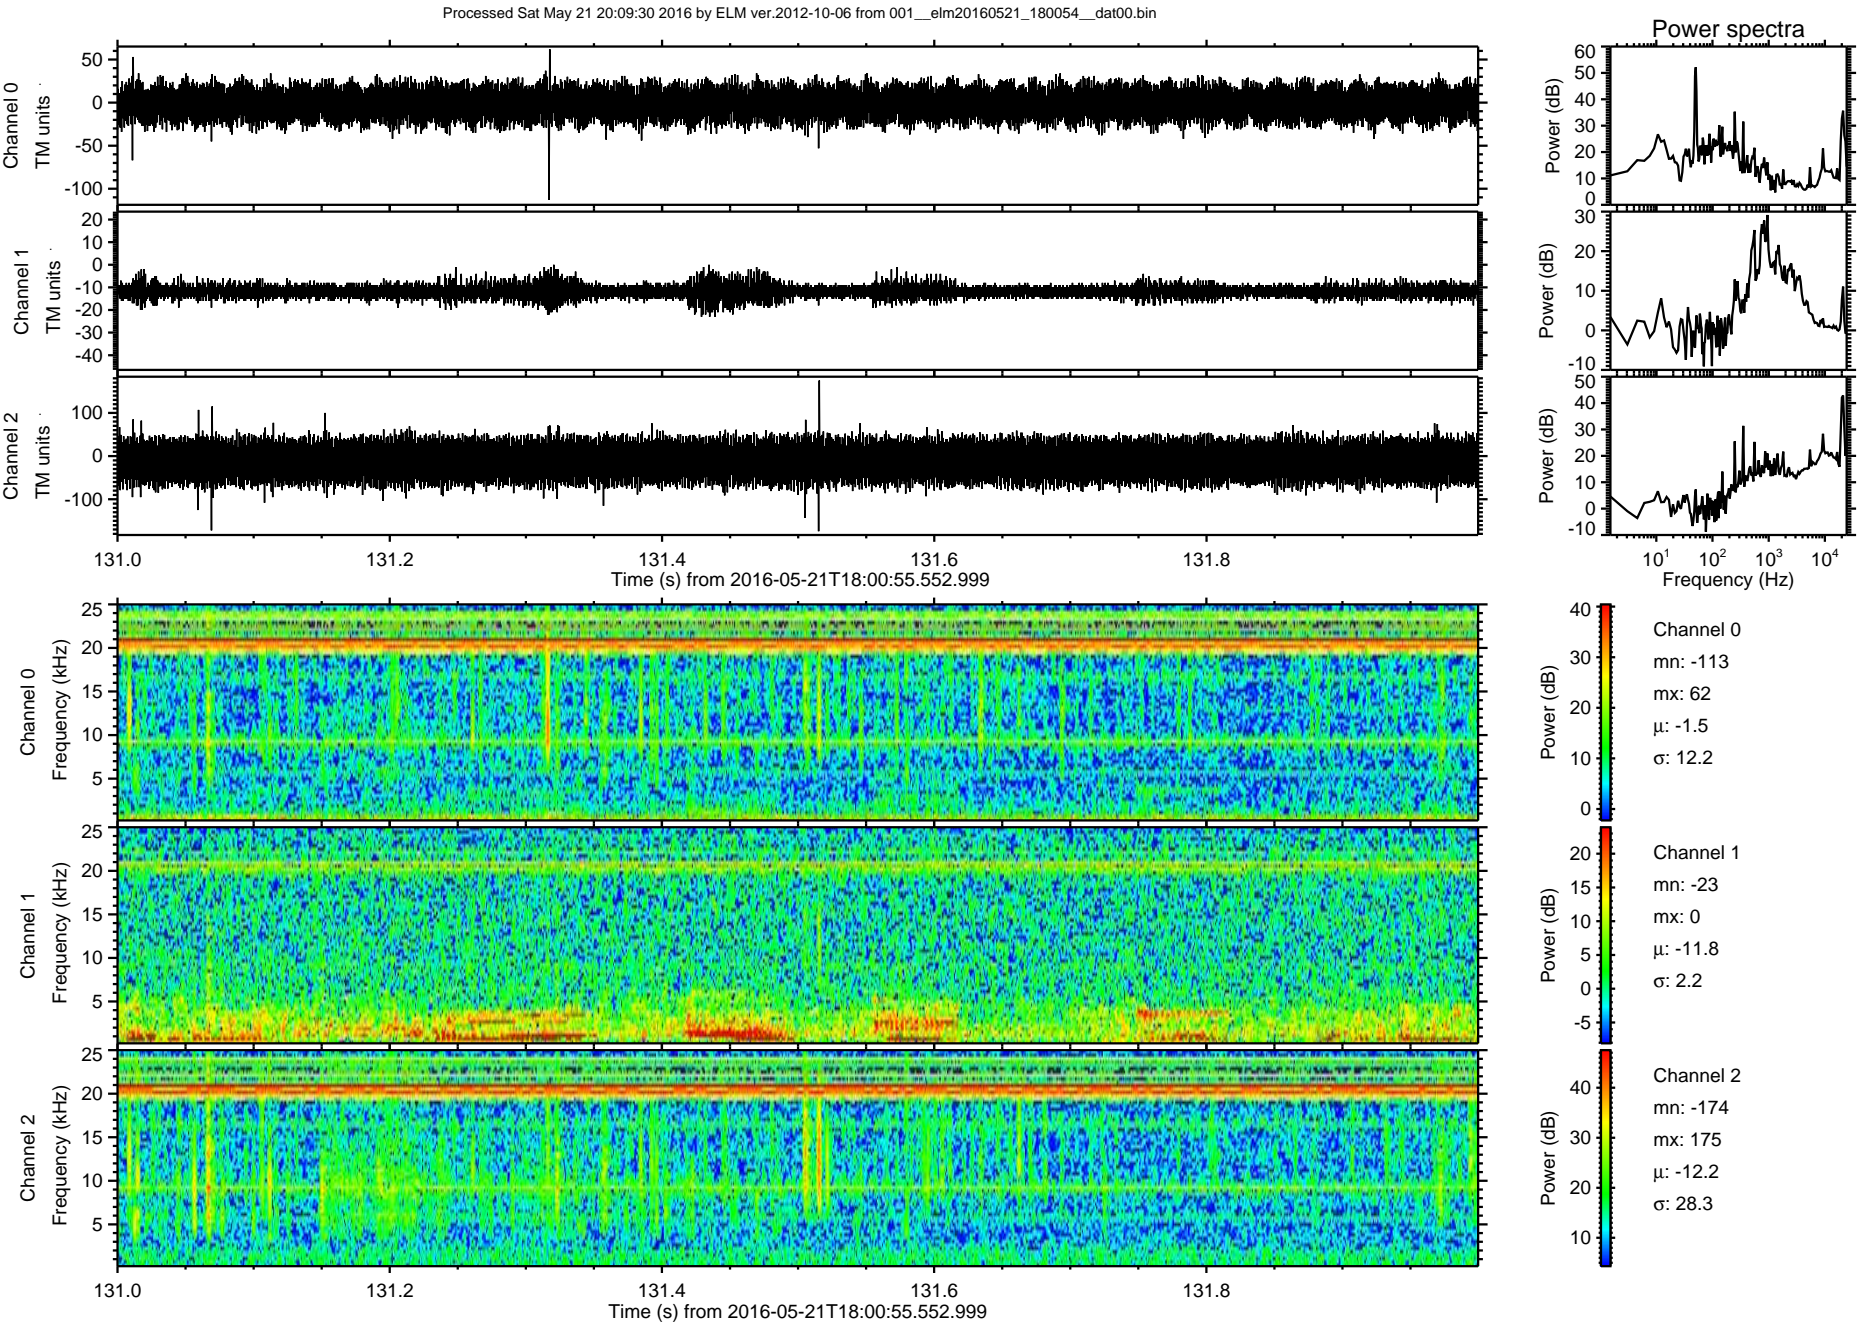 Processed Sat May 21 20:09:30 2016 by ELM ver.2012-10-06 from 001__elm20160521_180054__dat00.bin
Power spectra
Channel 0
TM units
50
0
-50
-100
Power (dB)
60
50
40
30
20
10
0
Channel 1
TM units
20
10
0
-10
-20
-30
-40
Power (dB)
30
20
10
0
-10
Channel 2
TM units
100
0
-100
Power (dB)
50
40
30
20
10
0
-10
131.0 131.2 131.4 131.6 131.8
Time (s) from 2016-05-21T18:00:55.552.999
10^1 10^2 10^3 10^4
Frequency (Hz)
Channel 0
Frequency (kHz)
25
20
15
10
5
Power (dB)
40
30
20
10
0
Channel 0
mn: -113
mx: 62
μ: -1.5
σ: 12.2
Channel 1
Frequency (kHz)
25
20
15
10
5
Power (dB)
20
15
10
5
0
-5
Channel 1
mn: -23
mx: 0
μ: -11.8
σ: 2.2
Channel 2
Frequency (kHz)
25
20
15
10
5
Power (dB)
40
30
20
10
Channel 2
mn: -174
mx: 175
μ: -12.2
σ: 28.3
131.0 131.2 131.4 131.6 131.8
Time (s) from 2016-05-21T18:00:55.552.999